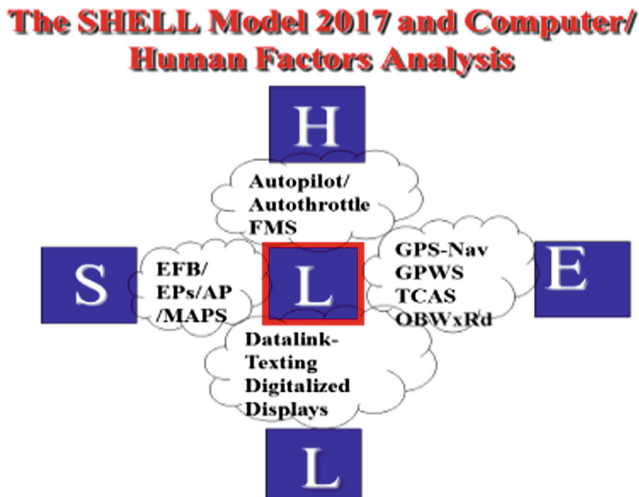 The SHELL Model 2017 and Computer/
Human Factors Analysis
H
Autopilot/
Autothrottle
FMS
S
EFB/
EPs/AP
/MAPS
L
GPS-Nav
GPWS
TCAS
OBWxRd
E
Datalink-
Texting
Digitalized
Displays
L